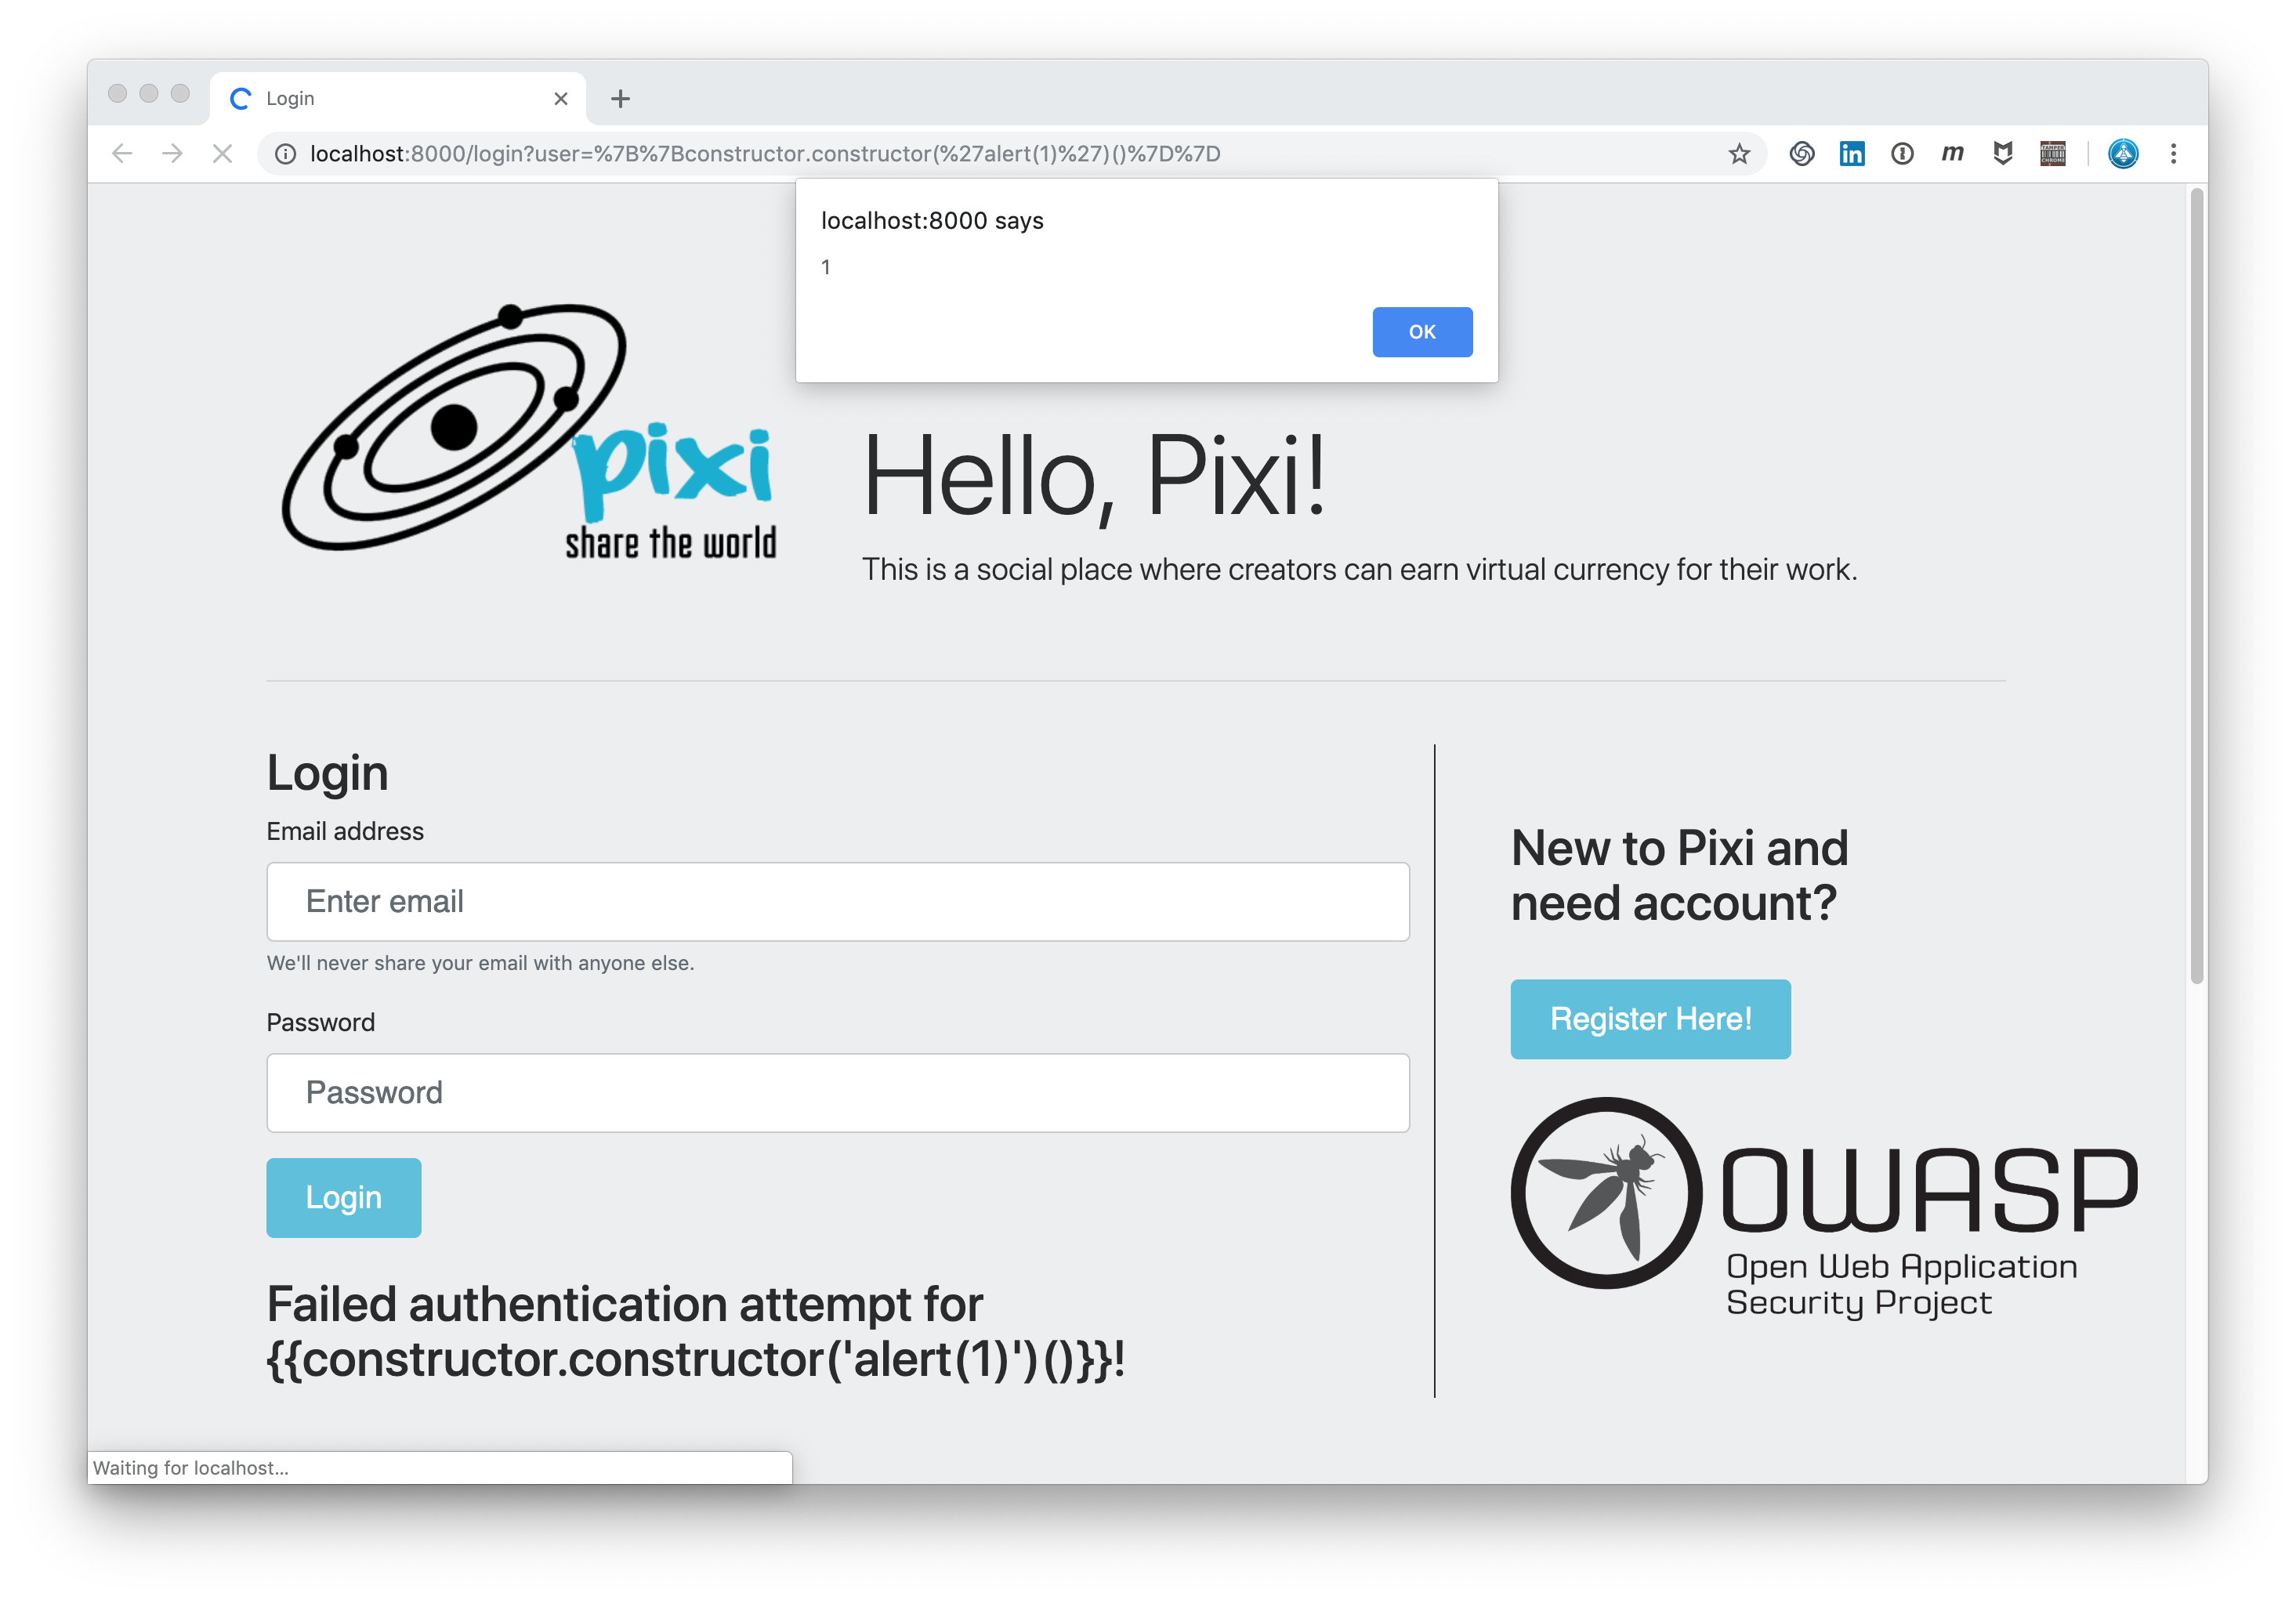 Login
localhost:8000/login?user=%7B%7Bconstructor.constructor(%27alert(1)%27)()%7D%7D
localhost:8000 says
1
OK
pixi
share the world
Hello, Pixi!
This is a social place where creators can earn virtual currency for their work.
Login
Email address
Enter email
We'll never share your email with anyone else.
Password
Password
Login
Failed authentication attempt for
{{constructor.constructor('alert(1)')()}}!
New to Pixi and
need account?
Register Here!
OWASP
Open Web Application
Security Project
Waiting for localhost...